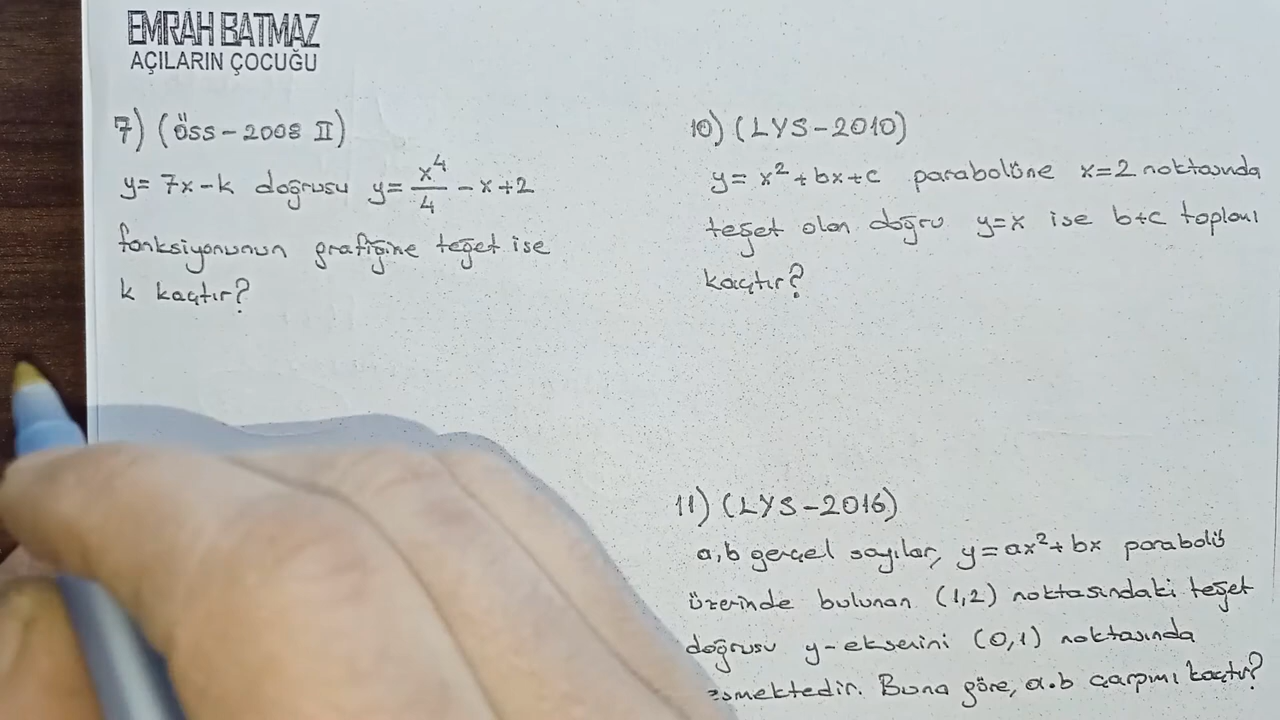 EMRAH BATMAZ
AÇILARIN ÇOCUĞU
7) (ÖSS-2008 II)
y= 7x-k doğrusu y= x^4/4 -x+2
fonksiyonunun grafiğine teğet ise
k kaçtır?
10) (LYS-2010)
y= x²+bx+c parabolüne x=2 noktasında
teğet olan doğru y=x ise b+c toplamı
kaçtır?
11) (LYS-2016)
a,b gerçel sayılar, y=ax²+bx parabolü
üzerinde bulunan (1,2) noktasındaki teğet
doğrusu y-eksenini (0,1) noktasında
esmektedir. Buna göre, a.b çarpımı kaçtır?